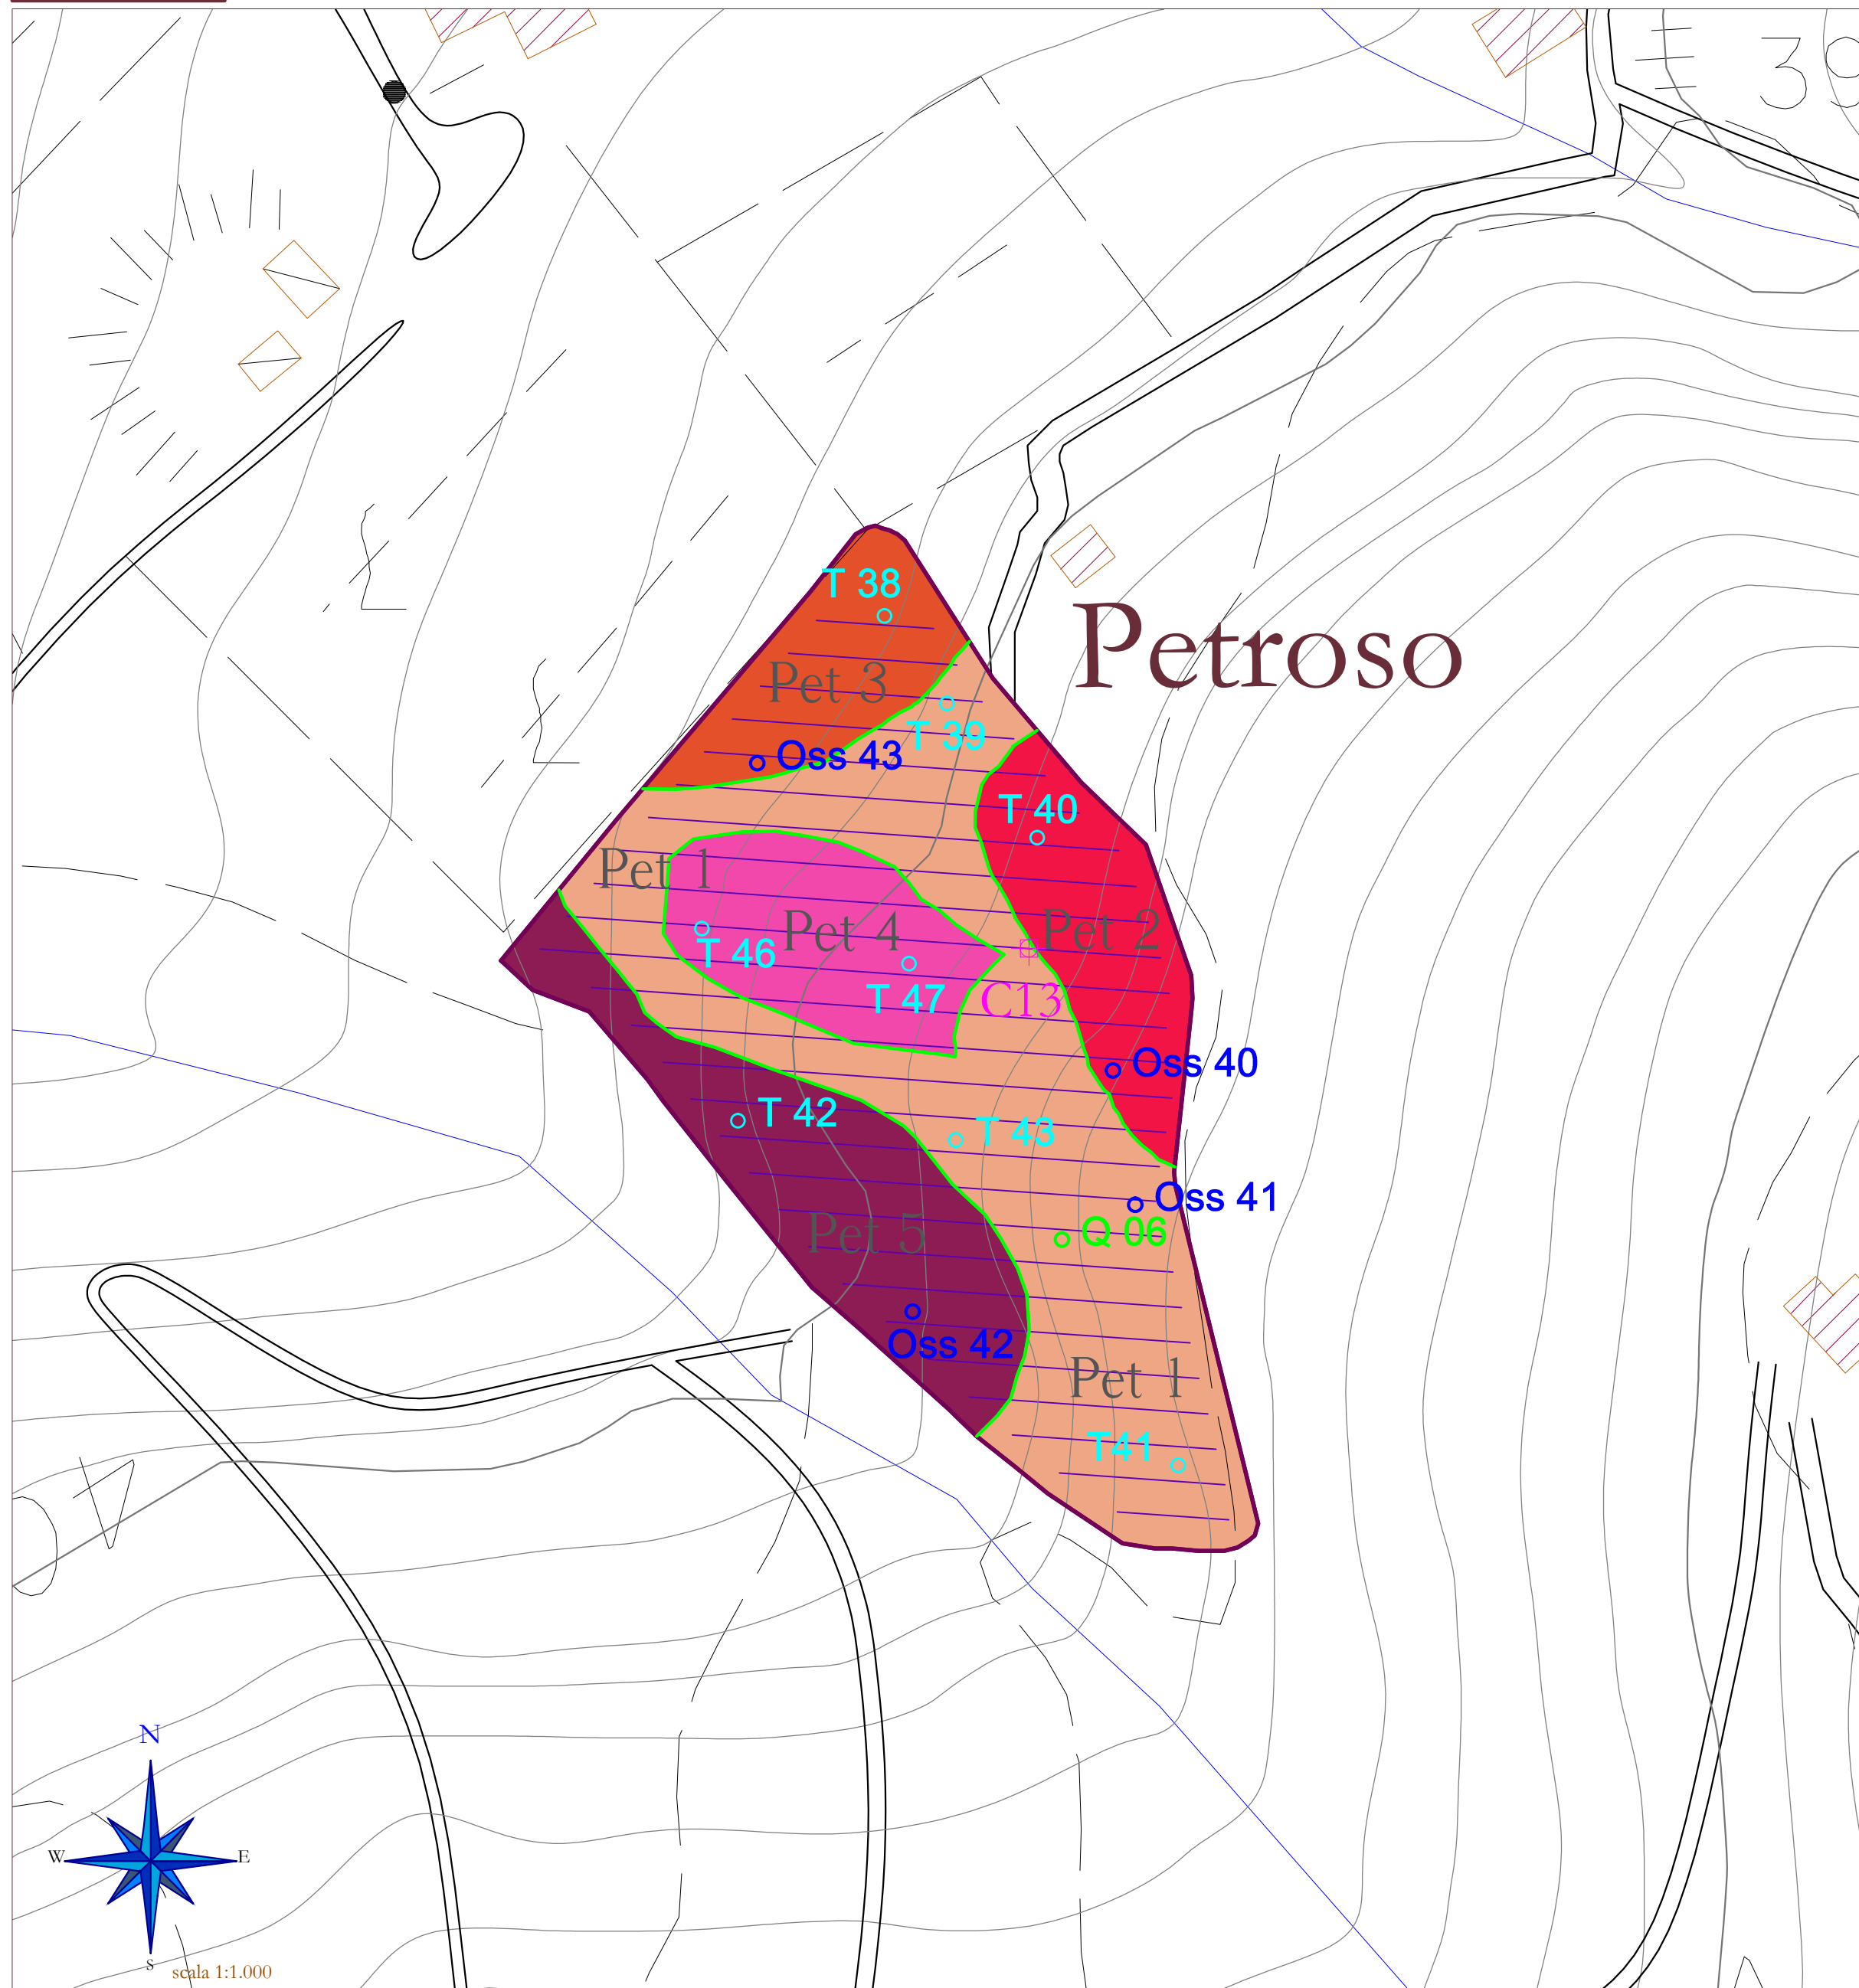 39
T 38
Petroso
Pet 3
T 39
Oss 43
T 40
Pet 1
Pet 4
Pet 2
T 46
T 47
C13
Oss 40
T 42
T 43
Oss 41
Pet 5
Q 06
Oss 42
Pet 1
T41
N
W
E
S
scala 1:1.000